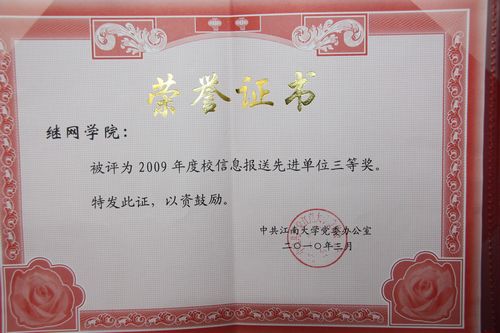 荣誉证书
继网学院：
被评为2009年度校信息报送先进单位三等奖。
特发此证，以资鼓励。
中共江南大学党委办公室
二〇一〇年三月